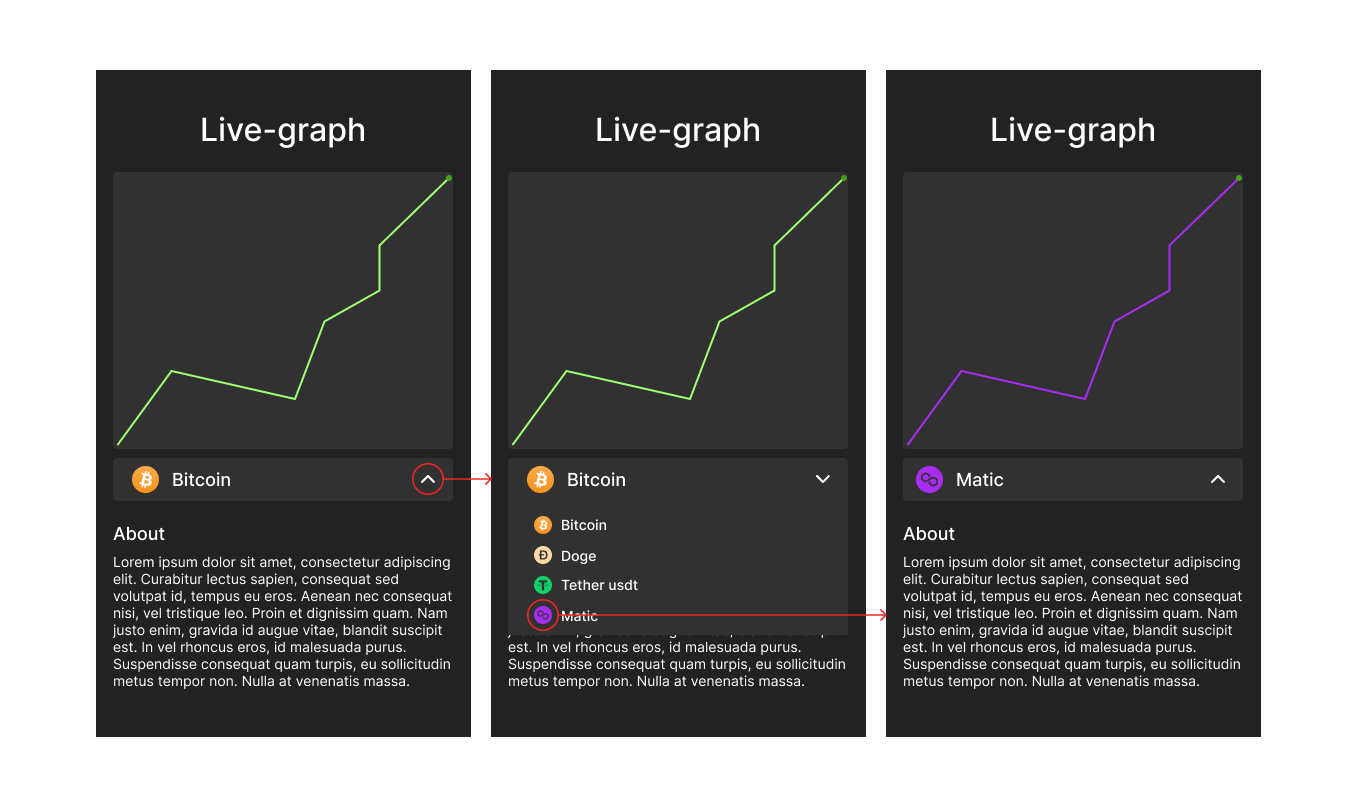 Live-graph
Bitcoin
About
Lorem ipsum dolor sit amet, consectetur adipiscing
elit. Curabitur lectus sapien, consequat sed
volutpat id, tempus eu eros. Aenean nec consequat
nisi, vel tristique leo. Proin et dignissim quam. Nam
justo enim, gravida id augue vitae, blandit suscipit
est. In vel rhoncus eros, id malesuada purus.
Suspendisse consequat quam turpis, eu sollicitudin
metus tempor non. Nulla at venenatis massa.
Live-graph
Bitcoin
Bitcoin
Doge
Tether usdt
Matic
est. In vel rhoncus eros, id malesuada purus.
Suspendisse consequat quam turpis, eu sollicitudin
metus tempor non. Nulla at venenatis massa.
Live-graph
Matic
About
Lorem ipsum dolor sit amet, consectetur adipiscing
elit. Curabitur lectus sapien, consequat sed
volutpat id, tempus eu eros. Aenean nec consequat
nisi, vel tristique leo. Proin et dignissim quam. Nam
justo enim, gravida id augue vitae, blandit suscipit
est. In vel rhoncus eros, id malesuada purus.
Suspendisse consequat quam turpis, eu sollicitudin
metus tempor non. Nulla at venenatis massa.